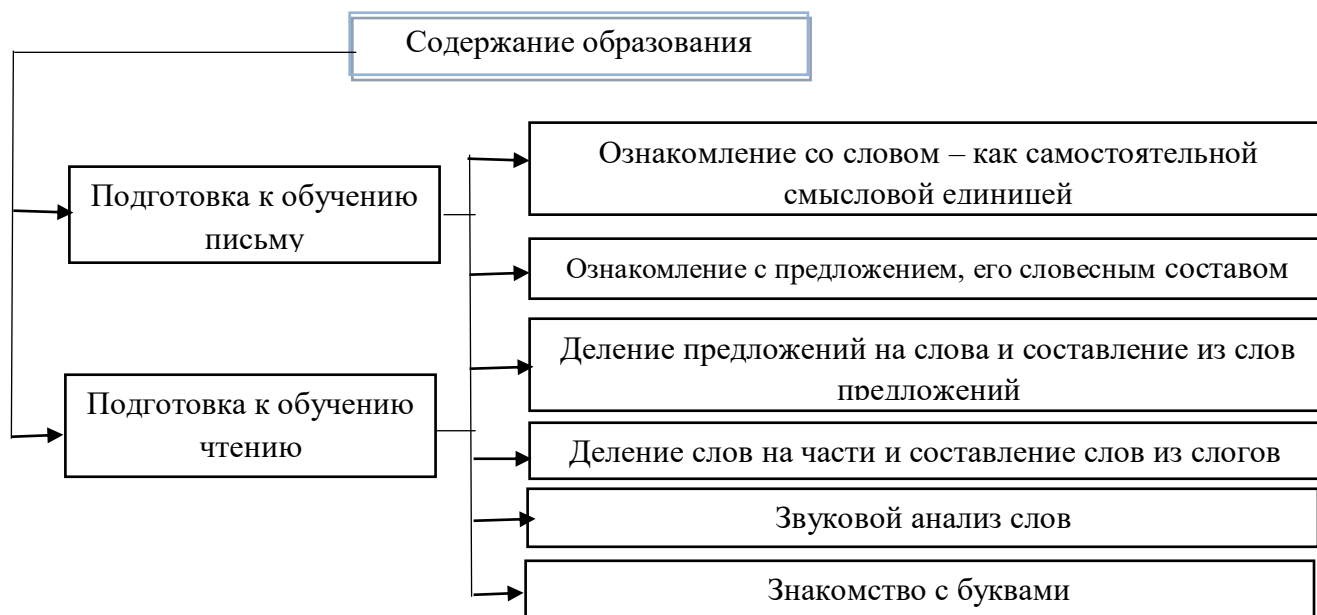 Содержание образования
Подготовка к обучению
письму
Подготовка к обучению
чтению
Ознакомление со словом – как самостоятельной
смысловой единицей
Ознакомление с предложением, его словесным составом
Деление предложений на слова и составление из слов
предложений
Деление слов на части и составление слов из слогов
Звуковой анализ слов
Знакомство с буквами